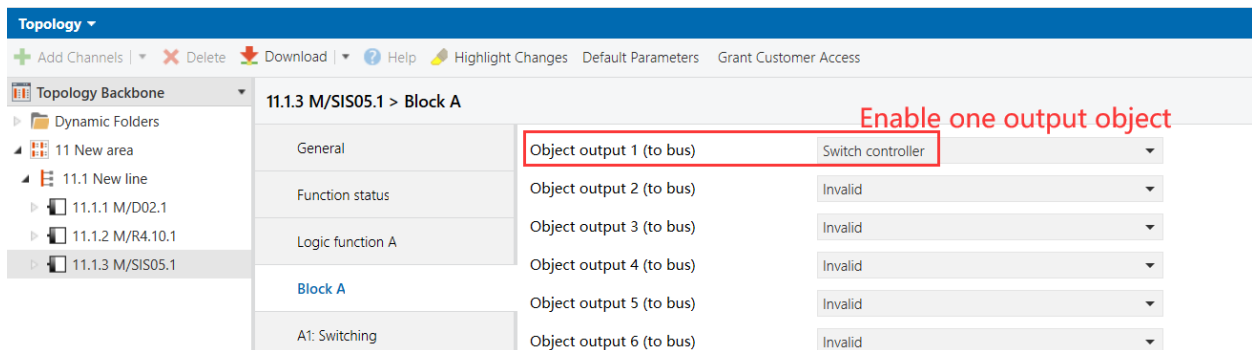 Topology
Add Channels Delete Download Help Highlight Changes Default Parameters Grant Customer Access
Topology Backbone
Dynamic Folders
11 New area
11.1 New line
11.1.1 M/D02.1
11.1.2 M/R4.10.1
11.1.3 M/SIS05.1
11.1.3 M/SIS05.1 > Block A
Enable one output object
General
Function status
Logic function A
Block A
A1: Switching
Object output 1 (to bus) Switch controller
Object output 2 (to bus) Invalid
Object output 3 (to bus) Invalid
Object output 4 (to bus) Invalid
Object output 5 (to bus) Invalid
Object output 6 (to bus) Invalid